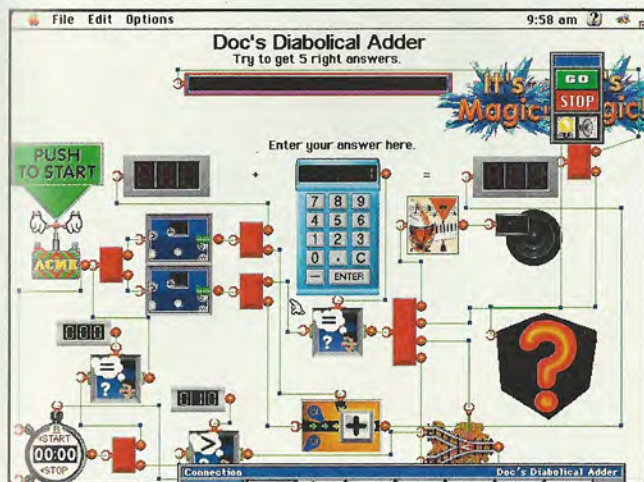 File Edit Options 9:58 am
Doc's Diabolical Adder
Try to get 5 right answers.
It's Magic
GO
STOP
Enter your answer here.
PUSH
TO START
+ =
1
7 8 9
4 5 6
1 2 3
0 . C
— ENTER
ACME
= ?
= ?
?
START
00:00
STOP
> ?
+
Connection Doc's Diabolical Adder